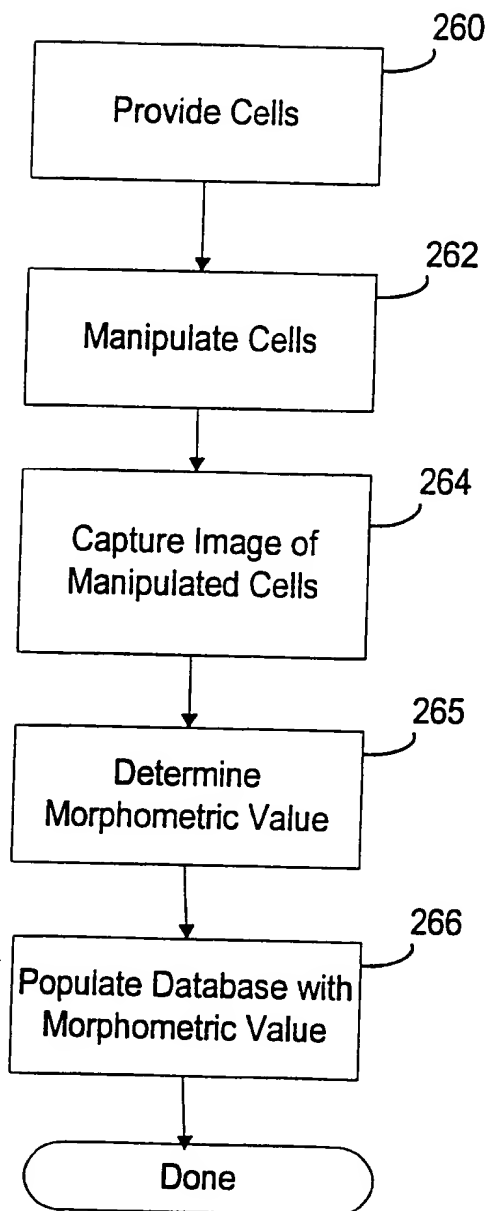 260
Provide Cells
262
Manipulate Cells
264
Capture Image of
Manipulated Cells
265
Determine
Morphometric Value
266
Populate Database with
Morphometric Value
Done